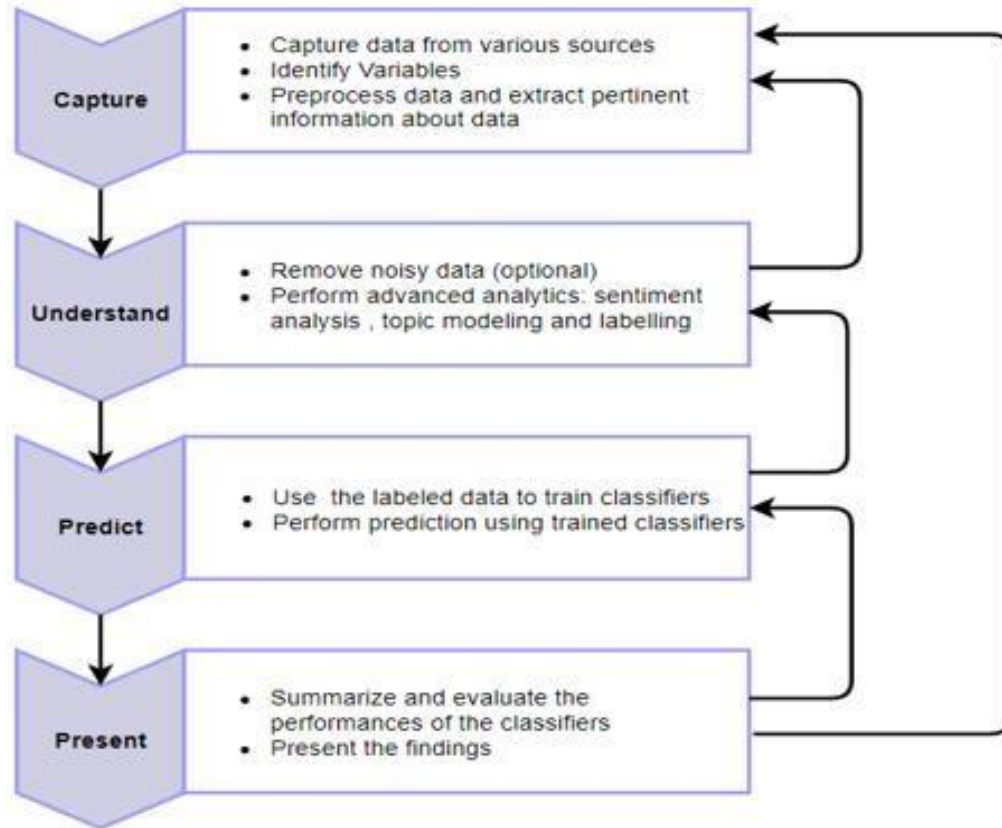 Capture
• Capture data from various sources
• Identify Variables
• Preprocess data and extract pertinent
information about data
Understand
• Remove noisy data (optional)
• Perform advanced analytics: sentiment
analysis , topic modeling and labelling
Predict
• Use the labeled data to train classifiers
• Perform prediction using trained classifiers
Present
• Summarize and evaluate the
performances of the classifiers
• Present the findings